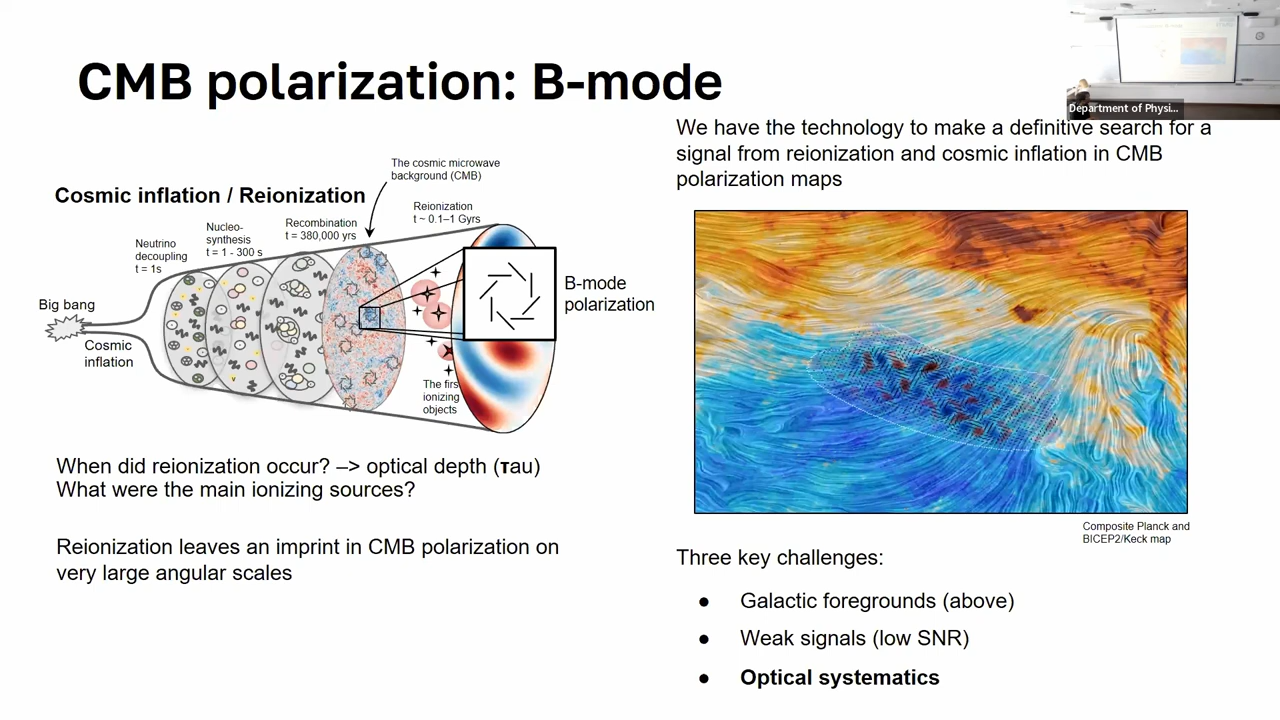 CMB polarization: B-mode
Department of Physi...
We have the technology to make a definitive search for a
signal from reionization and cosmic inflation in CMB
polarization maps
The cosmic microwave
background (CMB)
Cosmic inflation / Reionization
Reionization
t ~ 0.1–1 Gyrs
Recombination
t = 380,000 yrs
Nucleo-
synthesis
t = 1 - 300 s
Neutrino
decoupling
t = 1s
Big bang
Cosmic
inflation
B-mode
polarization
The firs
ionizing
objects
When did reionization occur? –> optical depth (τau)
What were the main ionizing sources?
Reionization leaves an imprint in CMB polarization on
very large angular scales
Composite Planck and
BICEP2/Keck map
Three key challenges:
● Galactic foregrounds (above)
● Weak signals (low SNR)
● Optical systematics